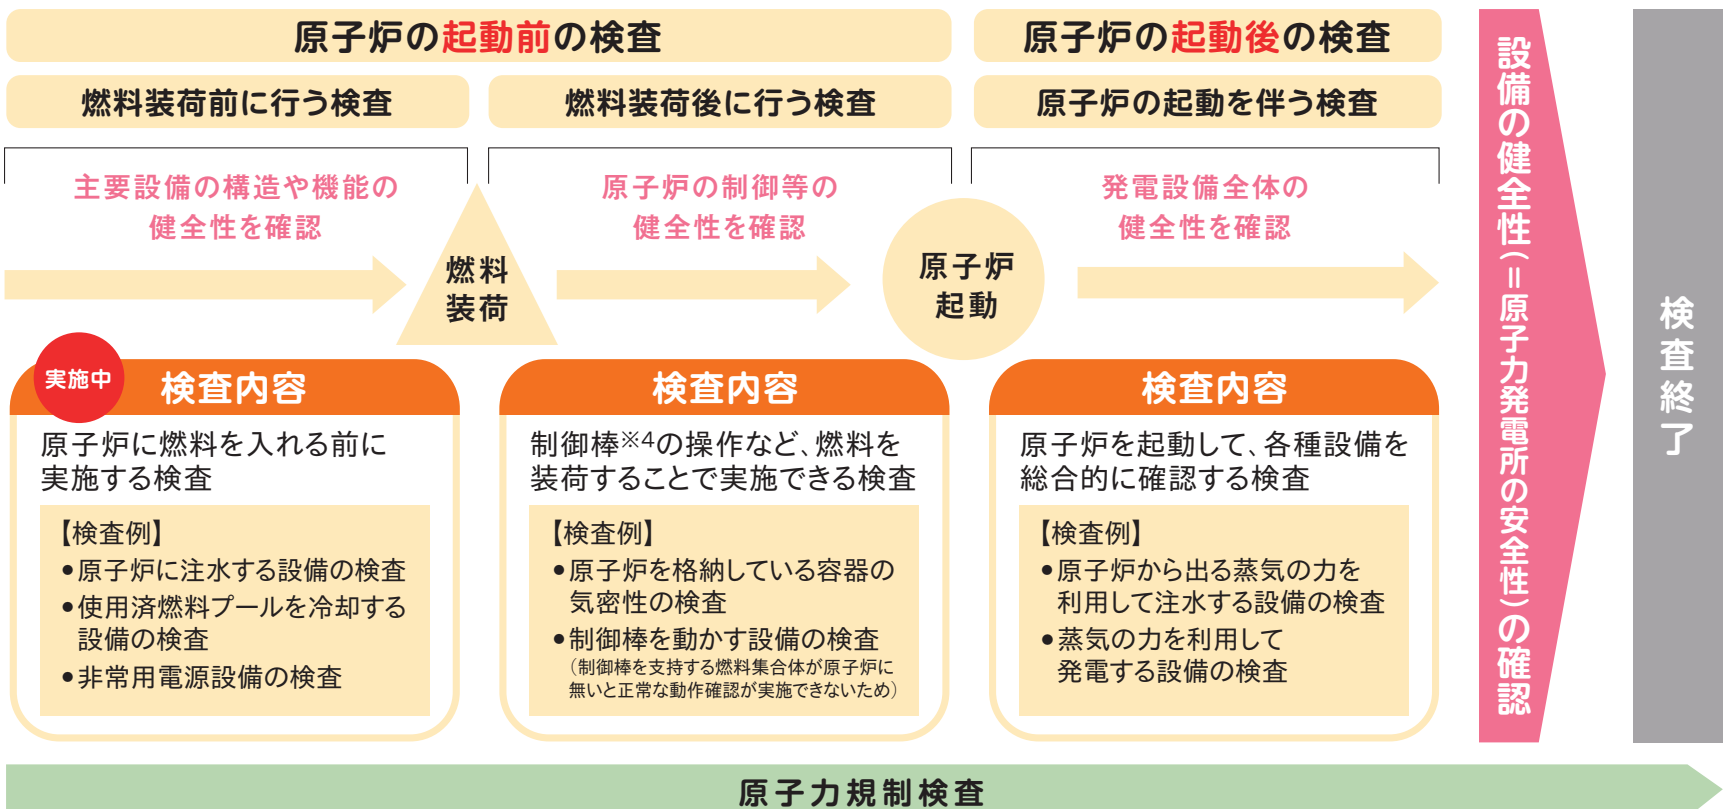 原子炉の起動前の検査
原子炉の起動後の検査
燃料装荷前に行う検査
燃料装荷後に行う検査
原子炉の起動を伴う検査
主要設備の構造や機能の
健全性を確認
燃料
装荷
原子炉の制御等の
健全性を確認
原子炉
起動
発電設備全体の
健全性を確認
実施中
検査内容
原子炉に燃料を入れる前に
実施する検査
【検査例】
●原子炉に注水する設備の検査
●使用済燃料プールを冷却する
設備の検査
●非常用電源設備の検査
検査内容
制御棒※4の操作など、燃料を
装荷することで実施できる検査
【検査例】
●原子炉を格納している容器の
気密性の検査
●制御棒を動かす設備の検査
（制御棒を支持する燃料集合体が原子炉に
無いと正常な動作確認が実施できないため）
検査内容
原子炉を起動して、各種設備を
総合的に確認する検査
【検査例】
●原子炉から出る蒸気の力を
利用して注水する設備の検査
●蒸気の力を利用して
発電する設備の検査
設備の健全性（＝原子力発電所の安全性）の確認
検査終了
原子力規制検査